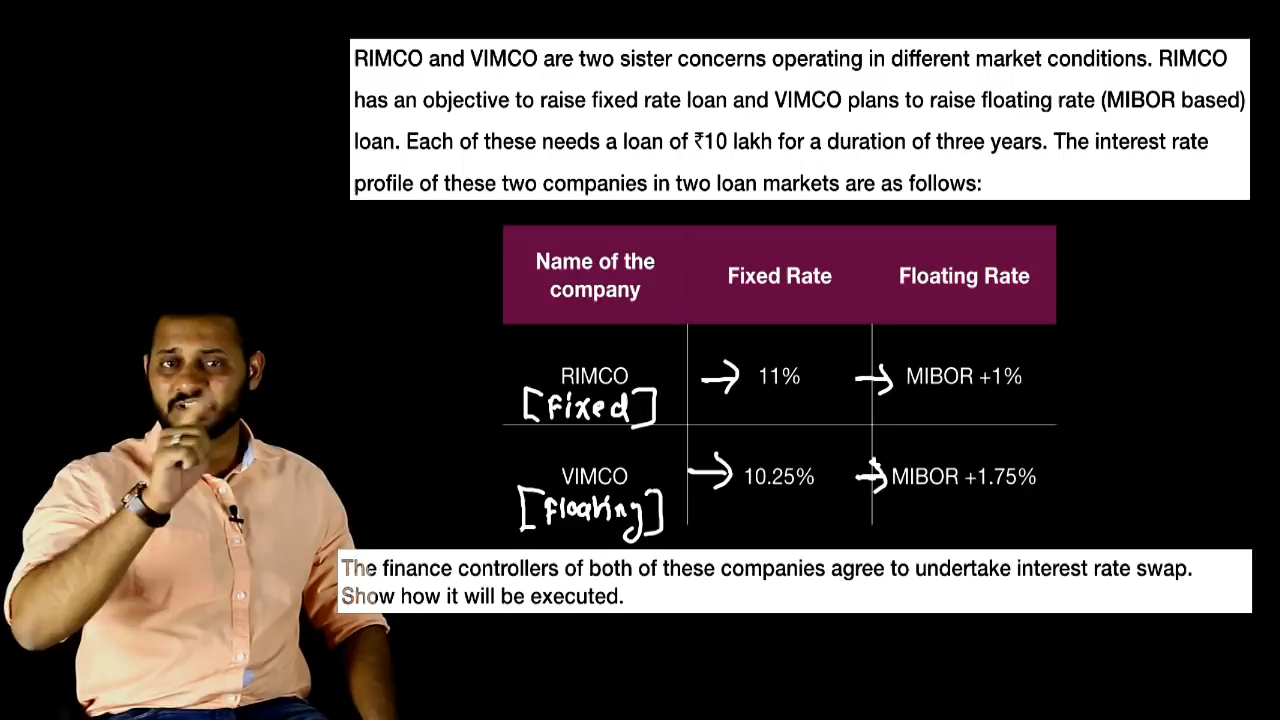 RIMCO and VIMCO are two sister concerns operating in different market conditions. RIMCO
has an objective to raise fixed rate loan and VIMCO plans to raise floating rate (MIBOR based)
loan. Each of these needs a loan of ₹10 lakh for a duration of three years. The interest rate
profile of these two companies in two loan markets are as follows:
Name of the
company
Fixed Rate
Floating Rate
RIMCO → 11% → MIBOR +1%
[fixed]
VIMCO → 10.25% → MIBOR +1.75%
[floating]
The finance controllers of both of these companies agree to undertake interest rate swap.
Show how it will be executed.